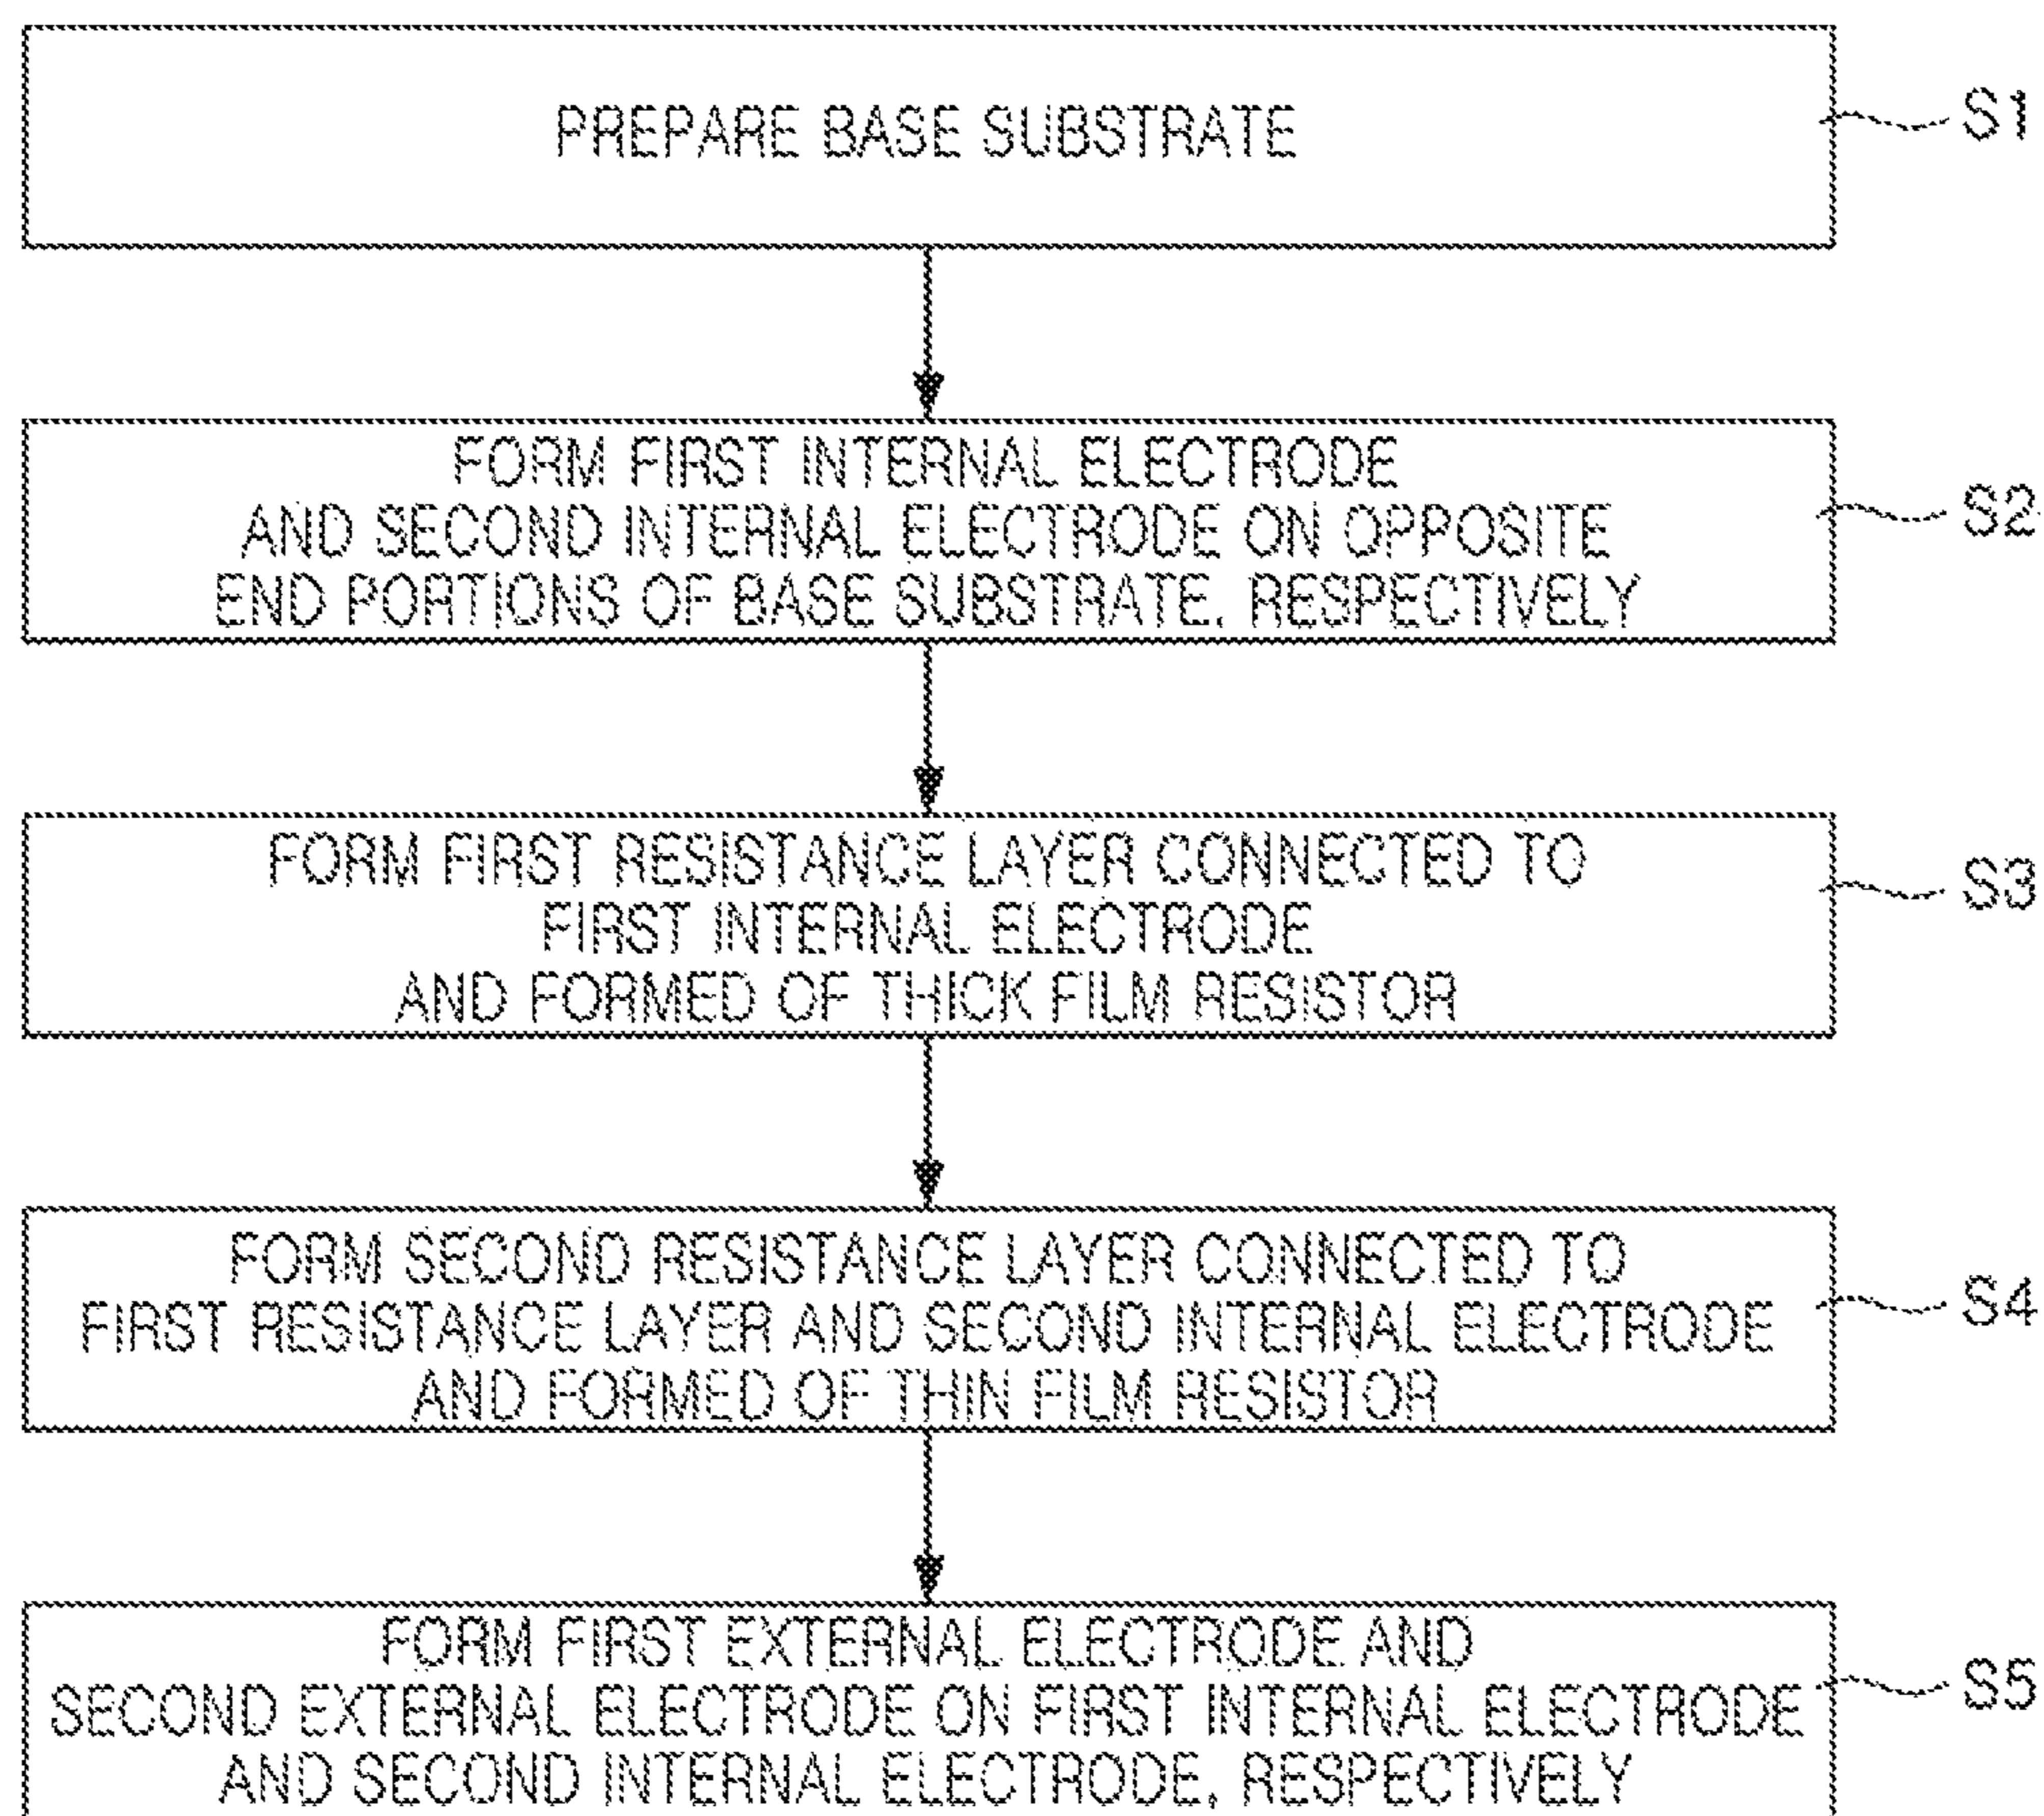 PREPARE BASE SUBSTRATE
S1
FORM FIRST INTERNAL ELECTRODE
AND SECOND INTERNAL ELECTRODE ON OPPOSITE
END PORTIONS OF BASE SUBSTRATE, RESPECTIVELY
S2
FORM FIRST RESISTANCE LAYER CONNECTED TO
FIRST INTERNAL ELECTRODE
AND FORMED OF THICK FILM RESISTOR
S3
FORM SECOND RESISTANCE LAYER CONNECTED TO
FIRST RESISTANCE LAYER AND SECOND INTERNAL ELECTRODE
AND FORMED OF THIN FILM RESISTOR
S4
FORM FIRST EXTERNAL ELECTRODE AND
SECOND EXTERNAL ELECTRODE ON FIRST INTERNAL ELECTRODE
AND SECOND INTERNAL ELECTRODE, RESPECTIVELY
S5